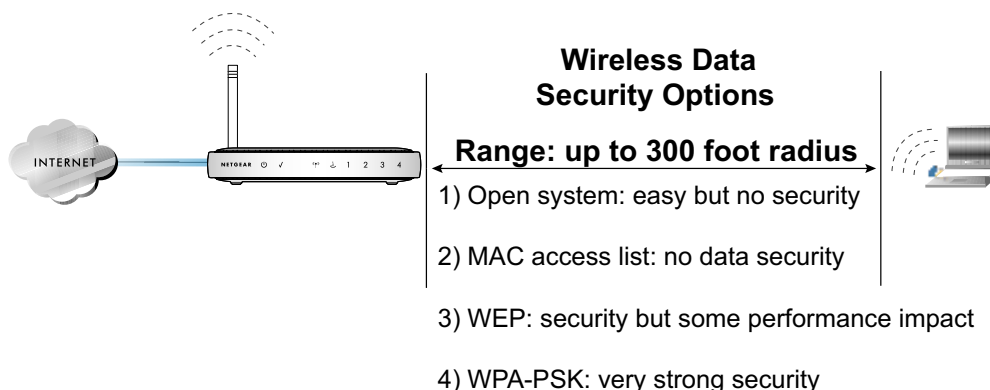 Wireless Data
Security Options
INTERNET
NETGEAR 1 2 3 4
Range: up to 300 foot radius
1) Open system: easy but no security
2) MAC access list: no data security
3) WEP: security but some performance impact
4) WPA-PSK: very strong security